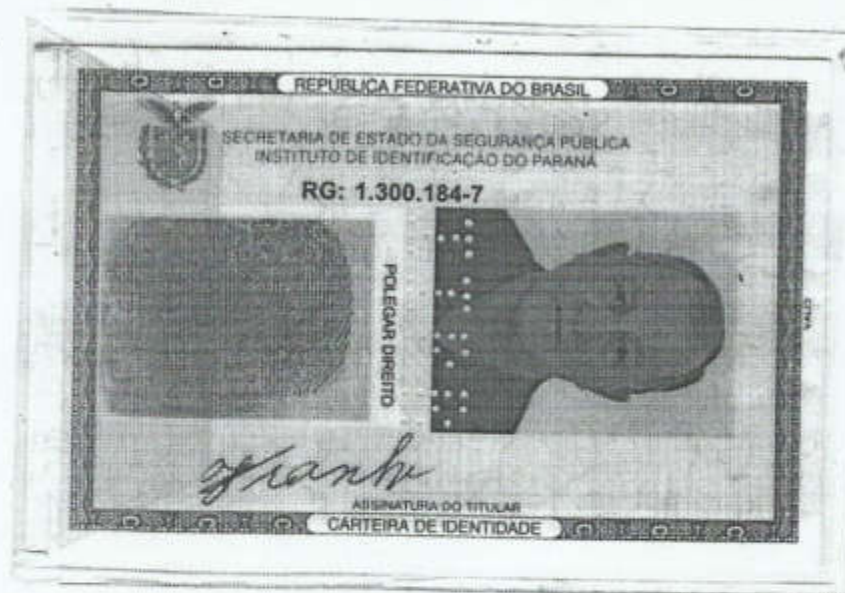 REPÚBLICA FEDERATIVA DO BRASIL
SECRETARIA DE ESTADO DA SEGURANÇA PÚBLICA
INSTITUTO DE IDENTIFICAÇÃO DO PARANÁ
RG: 1.300.184-7
POLEGAR DIREITO
ASSINATURA DO TITULAR
CARTEIRA DE IDENTIDADE